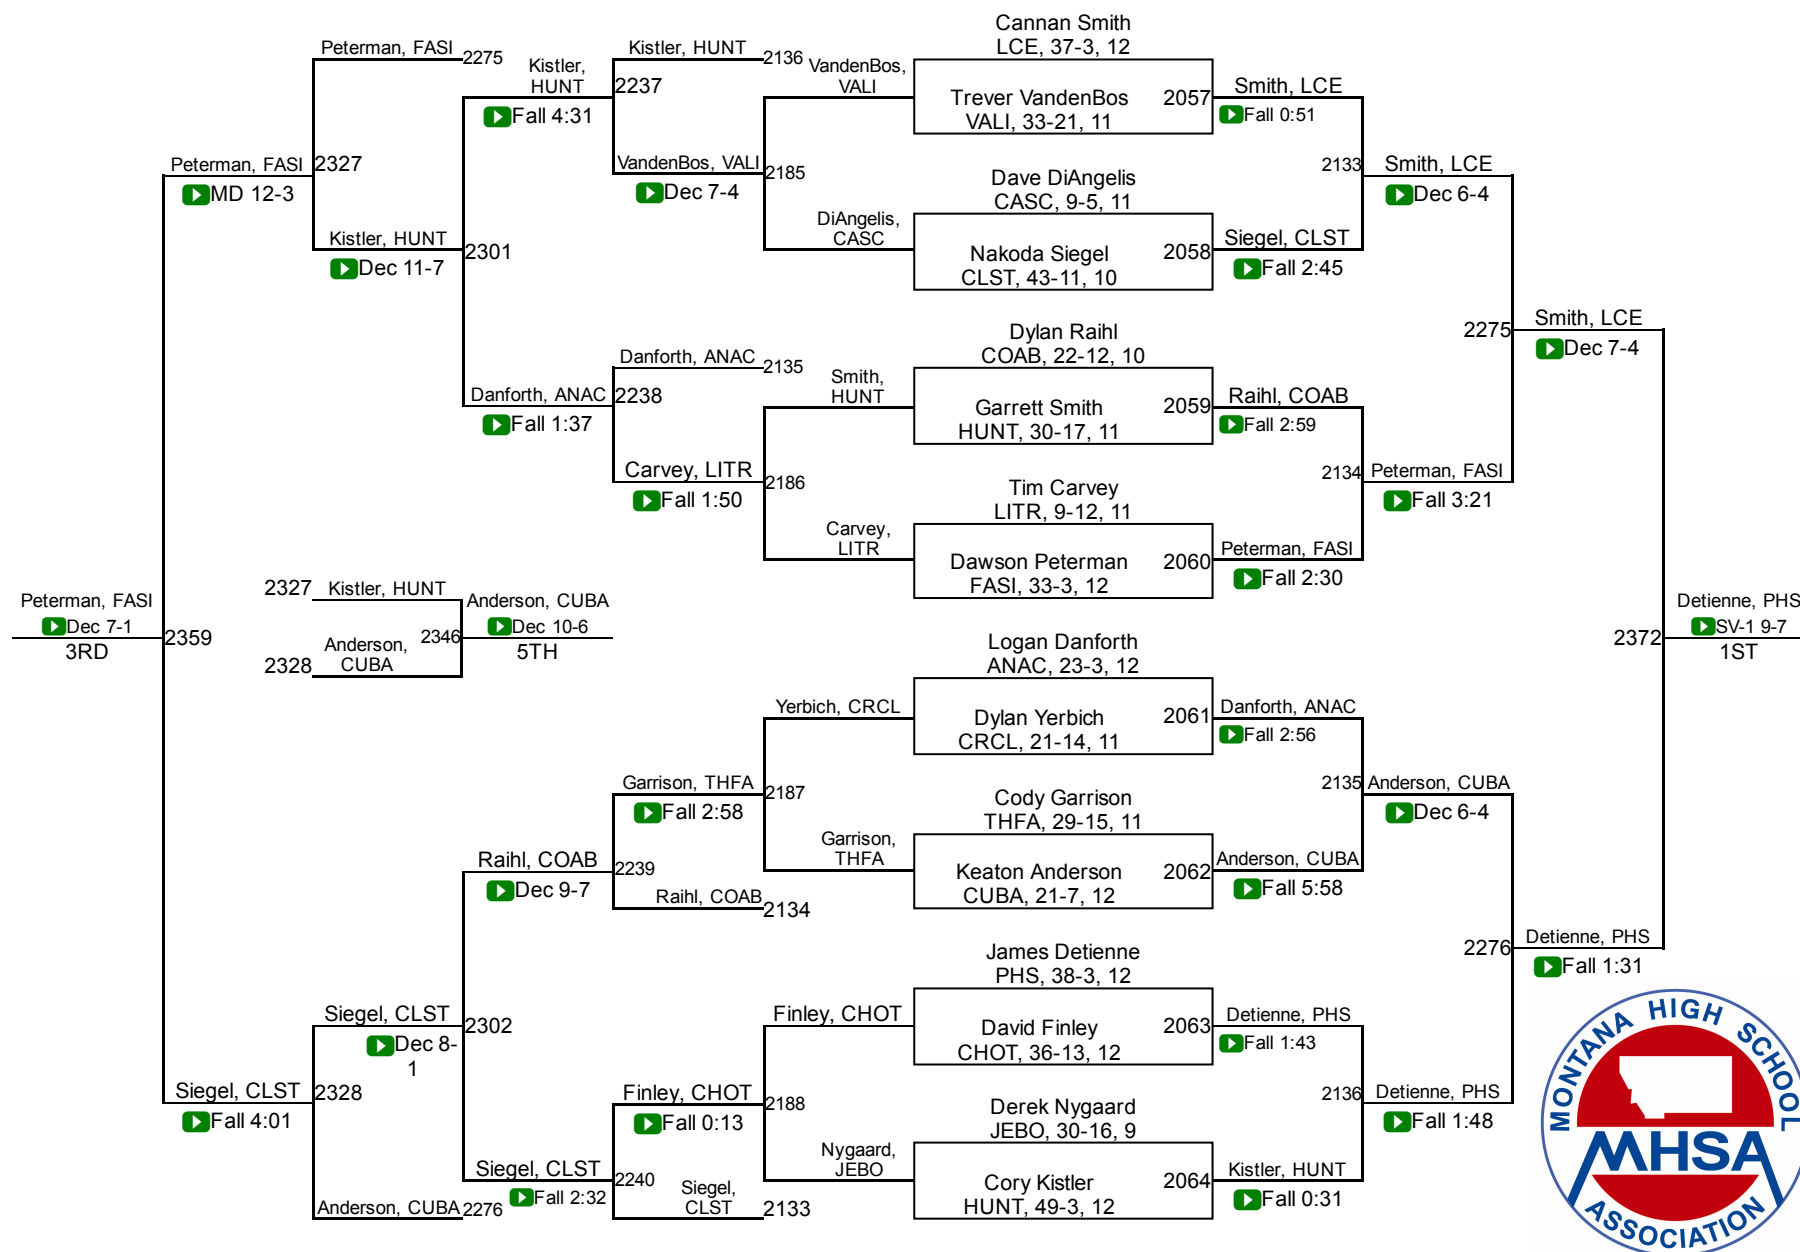 Peterman, FASI
Dec 7-1
3RD
2359
Peterman, FASI
MD 12-3
Siegel, CLST
Fall 4:01
Peterman, FASI
2275
2327
Kistler, HUNT
Dec 11-7
2327
Kistler, HUNT
2328
Anderson,
CUBA
2346
Anderson, CUBA
Dec 10-6
5TH
Siegel, CLST
Dec 8-
1
2328
Anderson, CUBA
2276
Kistler,
HUNT
Fall 4:31
2301
Danforth, ANAC
Fall 1:37
Raihl, COAB
Dec 9-7
2302
Siegel, CLST
Fall 2:32
Kistler, HUNT
2136
2237
VandenBos, VALI
Dec 7-4
Danforth, ANAC
2135
2238
Carvey, LITR
Fall 1:50
Garrison, THFA
Fall 2:58
2239
Raihl, COAB
2134
Finley, CHOT
Fall 0:13
2240
Siegel,
CLST
2133
VandenBos,
VALI
2185
DiAngelis,
CASC
Smith,
HUNT
2186
Carvey,
LITR
Yerbich, CRCL
2187
Garrison,
THFA
Finley, CHOT
2188
Nygaard,
JEBO
Cannan Smith
LCE, 37-3, 12
Trever VandenBos
VALI, 33-21, 11
2057
Dave DiAngelis
CASC, 9-5, 11
Nakoda Siegel
CLST, 43-11, 10
2058
Dylan Raihl
COAB, 22-12, 10
Garrett Smith
HUNT, 30-17, 11
2059
Tim Carvey
LITR, 9-12, 11
Dawson Peterman
FASI, 33-3, 12
2060
Logan Danforth
ANAC, 23-3, 12
Dylan Yerbich
CRCL, 21-14, 11
2061
Cody Garrison
THFA, 29-15, 11
Keaton Anderson
CUBA, 21-7, 12
2062
James Detienne
PHS, 38-3, 12
David Finley
CHOT, 36-13, 12
2063
Derek Nygaard
JEBO, 30-16, 9
Cory Kistler
HUNT, 49-3, 12
2064
Smith, LCE
Fall 0:51
2133
Siegel, CLST
Fall 2:45
Raihl, COAB
Fall 2:59
2134
Peterman, FASI
Fall 2:30
Danforth, ANAC
Fall 2:56
2135
Anderson, CUBA
Fall 5:58
Detienne, PHS
Fall 1:43
2136
Kistler, HUNT
Fall 0:31
Smith, LCE
Dec 6-4
2275
Peterman, FASI
Fall 3:21
Anderson, CUBA
Dec 6-4
2276
Detienne, PHS
Fall 1:48
Smith, LCE
Dec 7-4
2372
Detienne, PHS
Fall 1:31
Detienne, PHS
SV-1 9-7
1ST
MONTANA HIGH SCHOOL
MHSA
ASSOCIATION